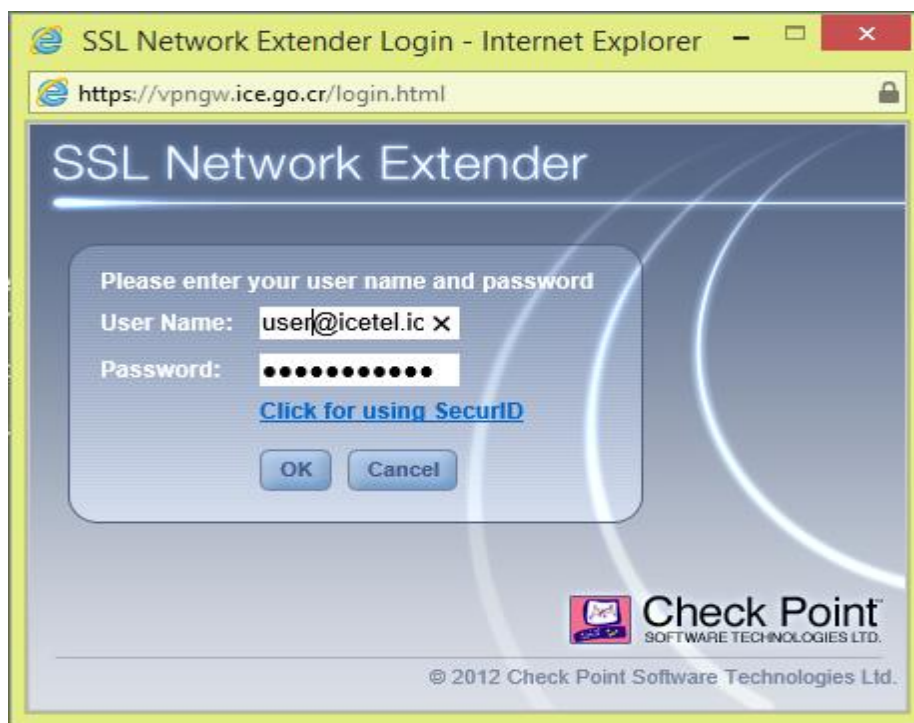 SSL Network Extender Login - Internet Explorer
https://vpngw.ice.go.cr/login.html
SSL Network Extender
Please enter your user name and password
User Name: user@icetel.ic
Password: ●●●●●●●●●●●
Click for using SecurID
OK Cancel
Check Point™
SOFTWARE TECHNOLOGIES LTD.
© 2012 Check Point Software Technologies Ltd.